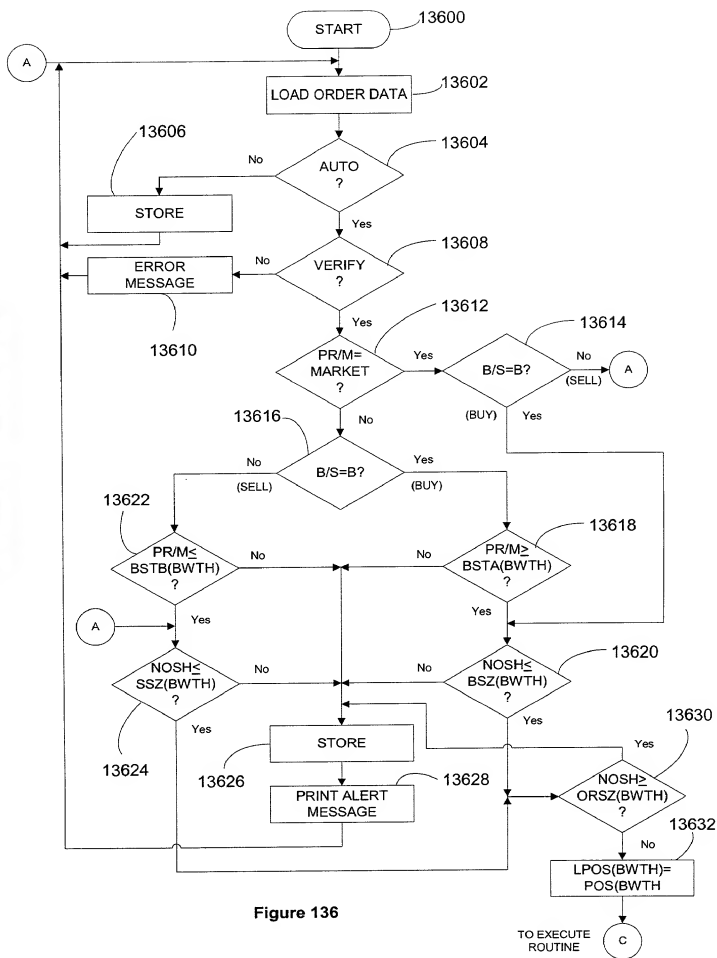 START
13600
A
LOAD ORDER DATA
13602
13606
13604
No
AUTO
?
STORE
Yes
13608
ERROR
MESSAGE
No
VERIFY
?
13610
Yes
13612
13614
PR/M=
MARKET
?
Yes
B/S=B?
No
(SELL)
A
13616
No
(BUY)
Yes
B/S=B?
No
(SELL)
Yes
(BUY)
13622
13618
PR/M≤
BSTB(BWTH)
?
No
No
PR/M≥
BSTA(BWTH)
?
A
Yes
Yes
13620
NOSH≤
SSZ(BWTH)
?
No
No
NOSH≤
BSZ(BWTH)
?
13630
Yes
Yes
Yes
13624
13626
STORE
13628
NOSH≥
ORSZ(BWTH)
?
PRINT ALERT
MESSAGE
13632
No
LPOS(BWTH)=
POS(BWTH
Figure 136
TO EXECUTE
ROUTINE
C